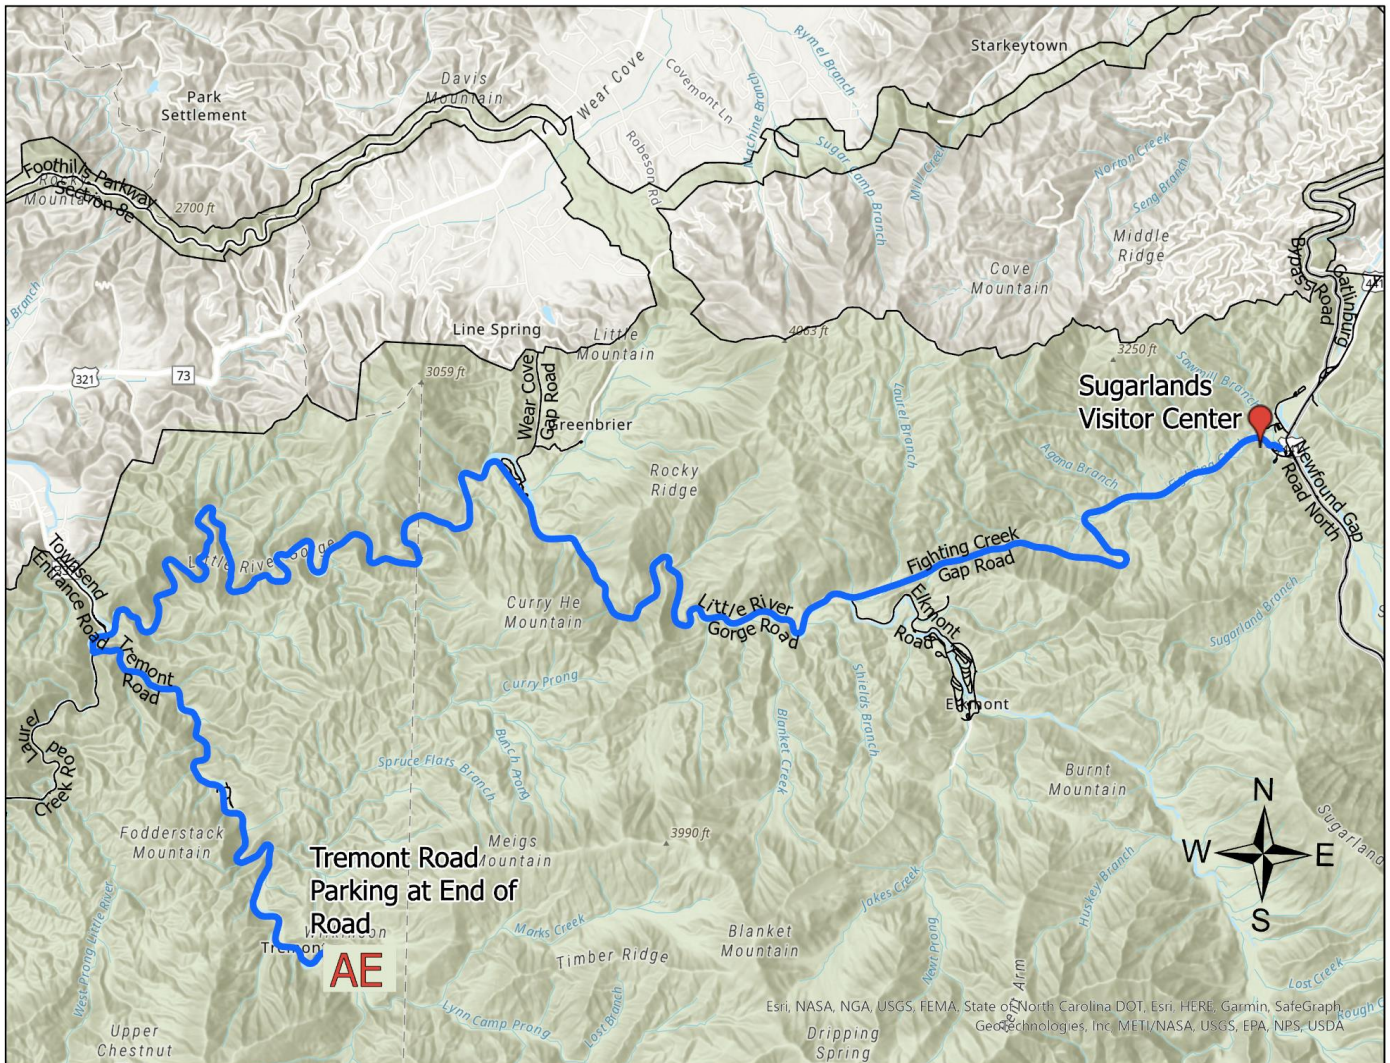 Starkeytown
Rymel Branch
Wear Cove
Covemont Ln
Davis
Mountain
Park
Settlement
Machine Branch
Robeson Rd
Sugar Camp Branch
Mill Creek
Norton Creek
Seng Branch
Foothills Parkway
Section 8e
2700 ft
Middle
Ridge
Cove
Mountain
Bypass
Road
Gatlinburg
441
Branch
Line Spring
Little
Mountain
4063 ft
3250 ft
321
73
3059 ft
Wear Cove
Gap Road
Greenbrier
Laurel Branch
Sawmill Branch
Sugarlands
Visitor Center
Agana Branch
Newfound Gap
Road North
Rocky
Ridge
Little River Gorge
Townsend
Entrance Road
Fighting Creek
Gap Road
Curry He
Mountain
Little River
Gorge Road
Elkmont
Road
Sugarland Branch
Tremont
Road
Curry Prong
Shields Branch
Elkmont
Laurel
Creek Road
Bunch Prong
Blanket Creek
Spruce Flats Branch
Burnt
Mountain
N
W
E
S
Sugarland
Fodderstack
Mountain
Meigs
Mountain
3990 ft
Tremont Road
Parking at End of
Road
Jakes Creek
Huskey Branch
West Prong Little River
Marks Creek
Blanket
Mountain
Newt Prong
Tremont
AE
Timber Ridge
Lost Creek
Lynn Camp Prong
Lost Branch
Esri, NASA, NGA, USGS, FEMA, State of North Carolina DOT, Esri, HERE, Garmin, SafeGraph,
GeoTechnologies, Inc, METI/NASA, USGS, EPA, NPS, USDA
Upper
Chestnut
Dripping
Spring